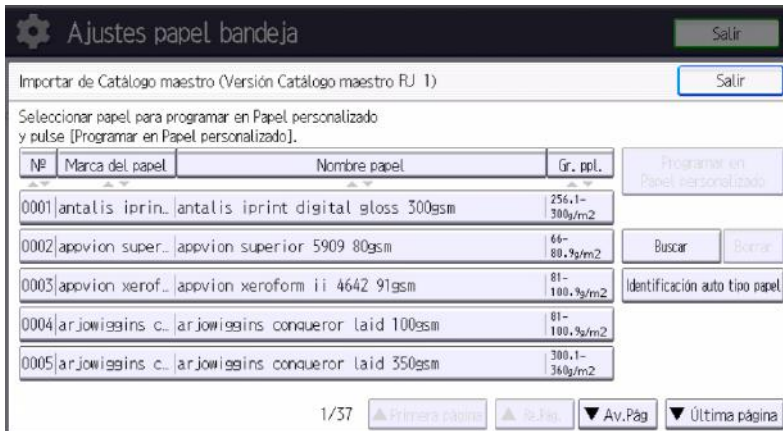 Ajustes papel bandeja
Salir
Importar de Catálogo maestro (Versión Catálogo maestro RJ 1)
Salir
Seleccionar papel para programar en Papel personalizado
y pulse [Programar en Papel personalizado].
Nº Marca del papel Nombre papel Gr. ppl.
Programar en
Papel personalizado
0001 antalis iprin… antalis iprint digital gloss 300gsm 256.1-
300g/m2
0002 appvion super… appvion superior 5909 80gsm 66-
80.9g/m2
Buscar Borrar
0003 appvion xerof… appvion xeroform ii 4642 91gsm 81-
100.9g/m2
Identificación auto tipo papel
0004 arjowiggins c… arjowiggins conqueror laid 100gsm 81-
100.9g/m2
0005 arjowiggins c… arjowiggins conqueror laid 350gsm 300.1-
360g/m2
1/37 ▲ Primera página ▲ Re.Pág. ▼ Av.Pág ▼ Última página